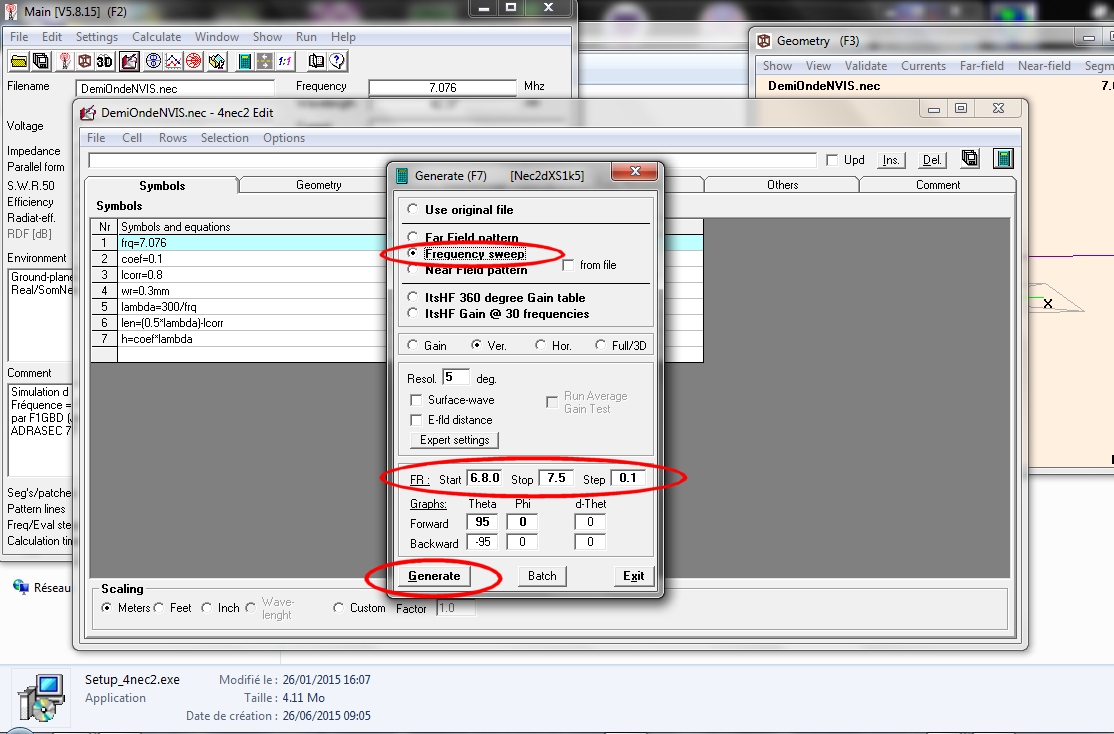 Main [V5.8.15] (F2)
File Edit Settings Calculate Window Show Run Help
3D 1:1
Filename DemiOndeNVIS.nec Frequency 7.076 Mhz
Voltage
Impedance
Parallel form
S.W.R.50
Efficiency
Radiat-eff.
RDF [dB]
Environment
Ground-plane
Real/SomNe
Comment
Simulation d
Fréquence =
par F1GBD (
ADRASEC 7
Seg's/patche
Pattern lines
Freq/Eval ste
Calculation tin
Réseau
Geometry (F3)
Show View Validate Currents Far-field Near-field Segm
DemiOndeNVIS.nec 7.0
X
DemiOndeNVIS.nec - 4nec2 Edit
File Cell Rows Selection Options
Upd Ins. Del.
Symbols Geometry Others Comment
Symbols
Nr Symbols and equations
1 frq=7.076
2 coef=0.1
3 lcorr=0.8
4 wr=0.3mm
5 lambda=300/frq
6 len=(0.5*lambda)-lcorr
7 h=coef*lambda
Scaling
Meters Feet Inch Wave-
lenght
Custom Factor 1.0
Generate (F7) [Nec2dXS1k5]
Use original file
Far Field pattern
Frequency sweep
Near Field pattern
from file
ItsHF 360 degree Gain table
ItsHF Gain @ 30 frequencies
Gain Ver. Hor. Full/3D
Resol. 5 deg.
Surface-wave
E-fld distance
Run Average
Gain Test
Expert settings
FR : Start 6.8.0 Stop 7.5 Step 0.1
Graphs: Theta Phi d-Thet
Forward 95 0 0
Backward -95 0 0
Generate Batch Exit
Setup_4nec2.exe
Application
Modifié le : 26/01/2015 16:07
Taille : 4.11 Mo
Date de création : 26/06/2015 09:05